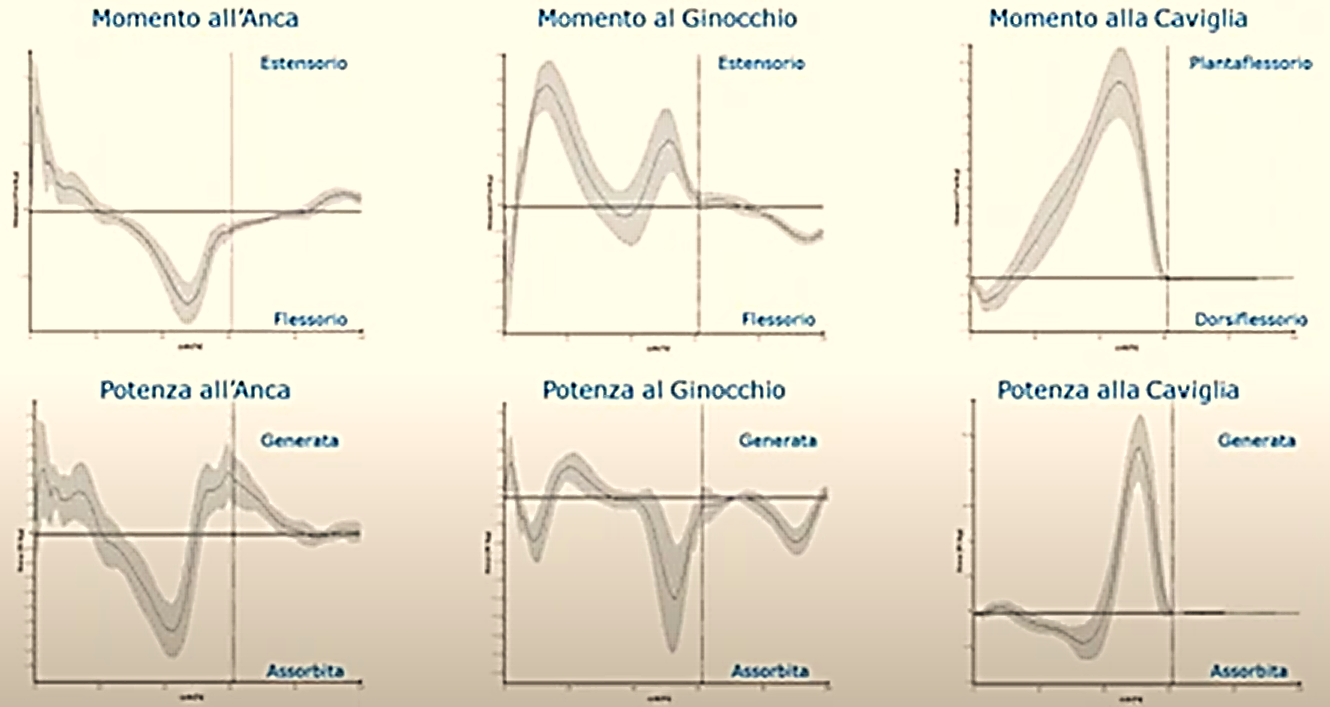 Momento all'Anca
Momento al Ginocchio
Momento alla Caviglia
Estensorio
Estensorio
Plantaflessorio
Flessorio
Flessorio
Dorsiflessorio
Potenza all'Anca
Potenza al Ginocchio
Potenza alla Caviglia
Generata
Generata
Generata
Assorbita
Assorbita
Assorbita